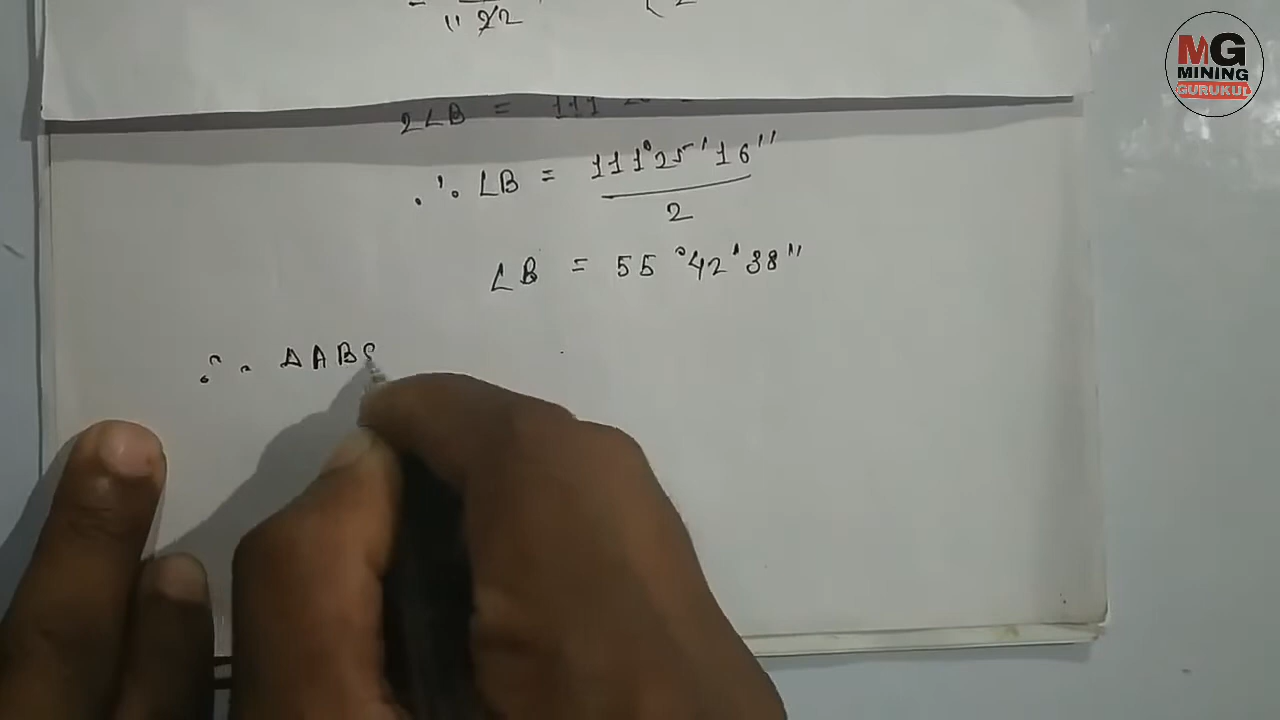 MG
MINING
GURUKUL
2∠B = 111
∴ ∠B = 111°25'16"
2
∠B = 55°42'38"
∴ ΔABC